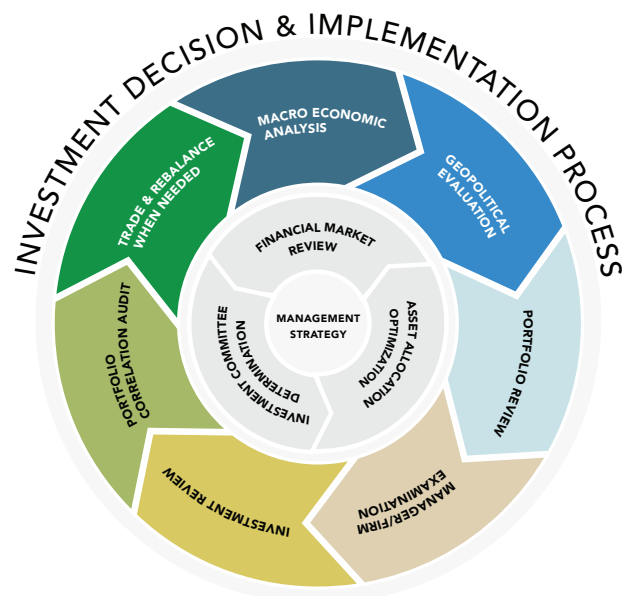 INVESTMENT DECISION & IMPLEMENTATION PROCESS
MACRO ECONOMIC
ANALYSIS
GEOPOLITICAL
EVALUATION
PORTFOLIO REVIEW
MANAGER/FIRM
EXAMINATION
INVESTMENT REVIEW
PORTFOLIO
CORRELATION AUDIT
TRADE & REBALANCE
WHEN NEEDED
FINANCIAL MARKET
REVIEW
ASSET ALLOCATION
OPTIMIZATION
INVESTMENT COMMITTEE
DETERMINATION
MANAGEMENT
STRATEGY